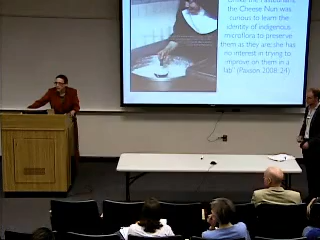 the Cheese Nun was
curious to learn the
identity of indigenous
microflora to preserve
them as they are; she has
no interest in trying to
improve on them in a
lab" (Paxson 2008:24)